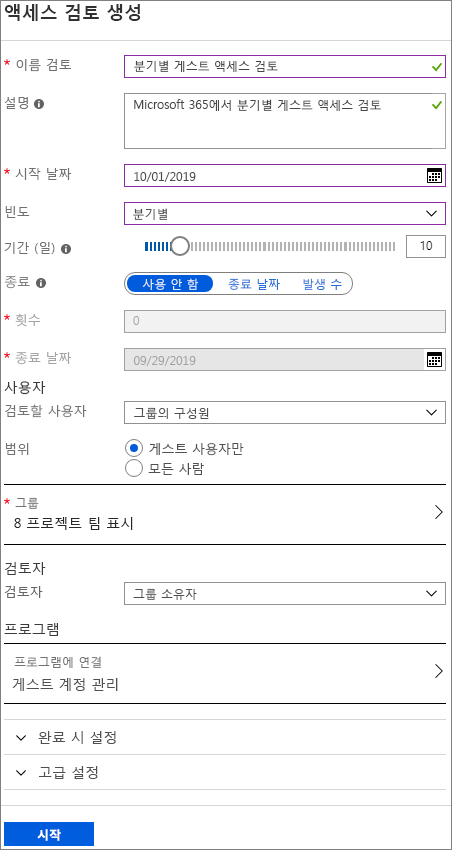 액세스 검토 생성
* 이름 검토
분기별 게스트 액세스 검토
설명
Microsoft 365에서 분기별 게스트 액세스 검토
* 시작 날짜
10/01/2019
빈도
분기별
기간 (일)
10
종료
사용 안 함 종료 날짜 발생 수
* 횟수
0
* 종료 날짜
09/29/2019
사용자
검토할 사용자
그룹의 구성원
범위
게스트 사용자만
모든 사람
* 그룹
8 프로젝트 팀 표시
검토자
검토자
그룹 소유자
프로그램
프로그램에 연결
게스트 계정 관리
완료 시 설정
고급 설정
시작